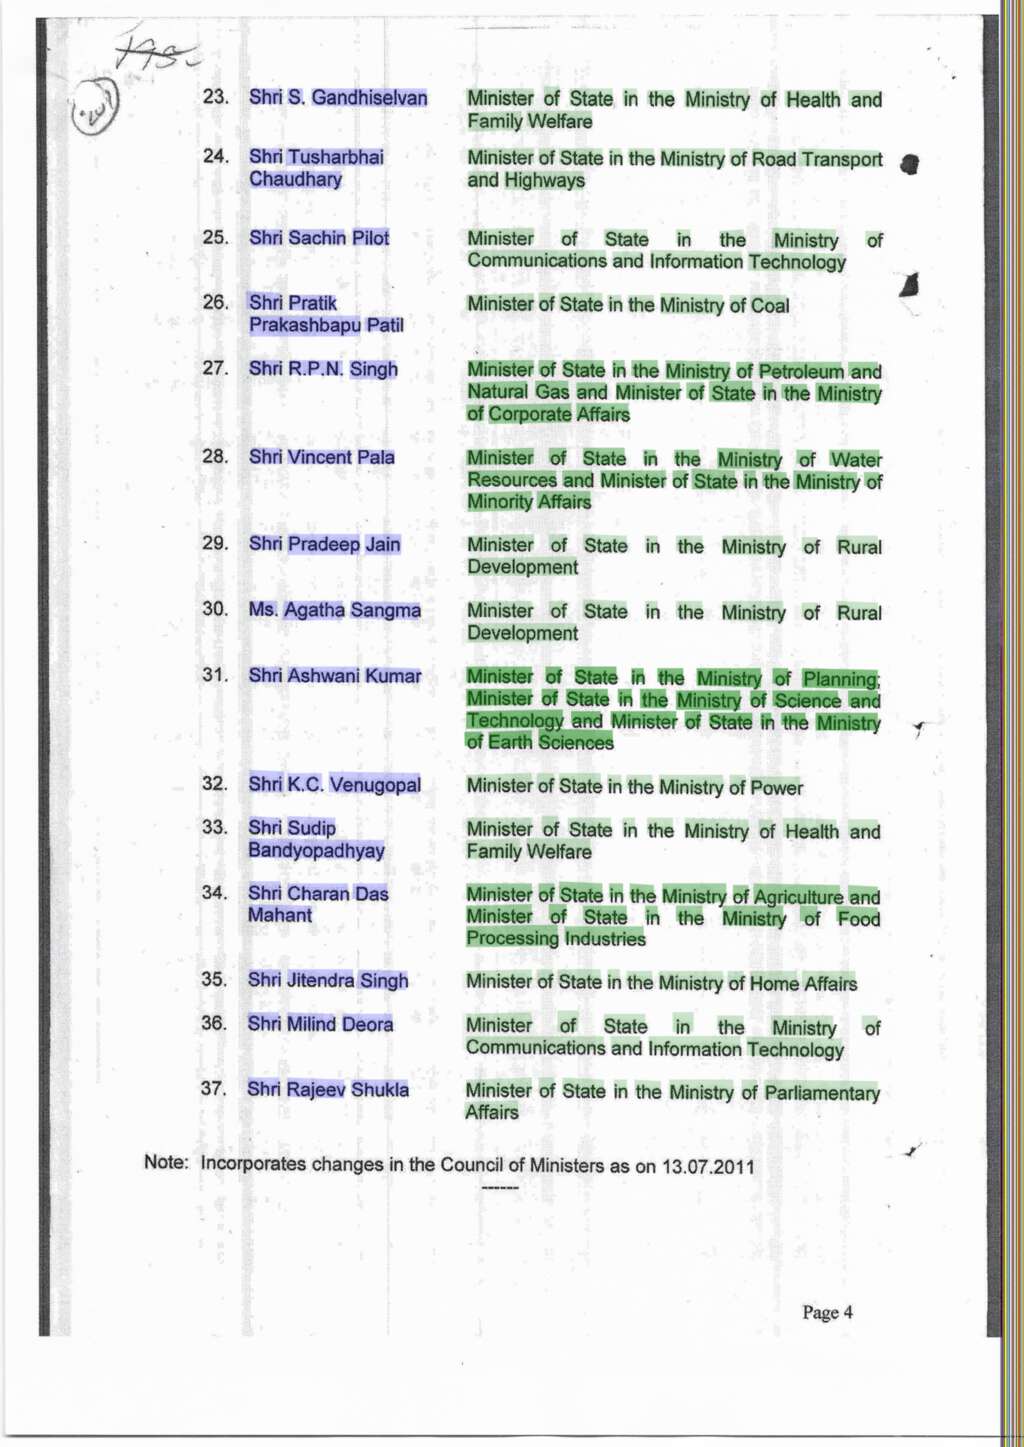 195
23. Shri S. Gandhiselvan Minister of State in the Ministry of Health and
Family Welfare
24. Shri Tusharbhai Minister of State in the Ministry of Road Transport
Chaudhary and Highways
25. Shri Sachin Pilot Minister of State in the Ministry of
Communications and Information Technology
26. Shri Pratik Minister of State in the Ministry of Coal
Prakashbapu Patil
27. Shri R.P.N. Singh Minister of State in the Ministry of Petroleum and
Natural Gas and Minister of State in the Ministry
of Corporate Affairs
28. Shri Vincent Pala Minister of State in the Ministry of Water
Resources and Minister of State in the Ministry of
Minority Affairs
29. Shri Pradeep Jain Minister of State in the Ministry of Rural
Development
30. Ms. Agatha Sangma Minister of State in the Ministry of Rural
Development
31. Shri Ashwani Kumar Minister of State in the Ministry of Planning;
Minister of State in the Ministry of Science and
Technology and Minister of State in the Ministry
of Earth Sciences
32. Shri K.C. Venugopal Minister of State in the Ministry of Power
33. Shri Sudip Minister of State in the Ministry of Health and
Bandyopadhyay Family Welfare
34. Shri Charan Das Minister of State in the Ministry of Agriculture and
Mahant Minister of State in the Ministry of Food
Processing Industries
35. Shri Jitendra Singh Minister of State in the Ministry of Home Affairs
36. Shri Milind Deora Minister of State in the Ministry of
Communications and Information Technology
37. Shri Rajeev Shukla Minister of State in the Ministry of Parliamentary
Affairs
Note: Incorporates changes in the Council of Ministers as on 13.07.2011
------
Page 4